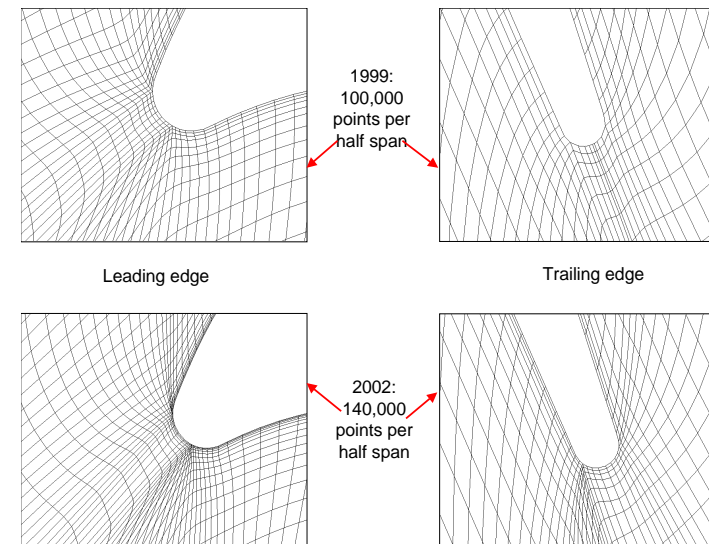 1999:
100,000
points per
half span
Leading edge
Trailing edge
2002:
140,000
points per
half span